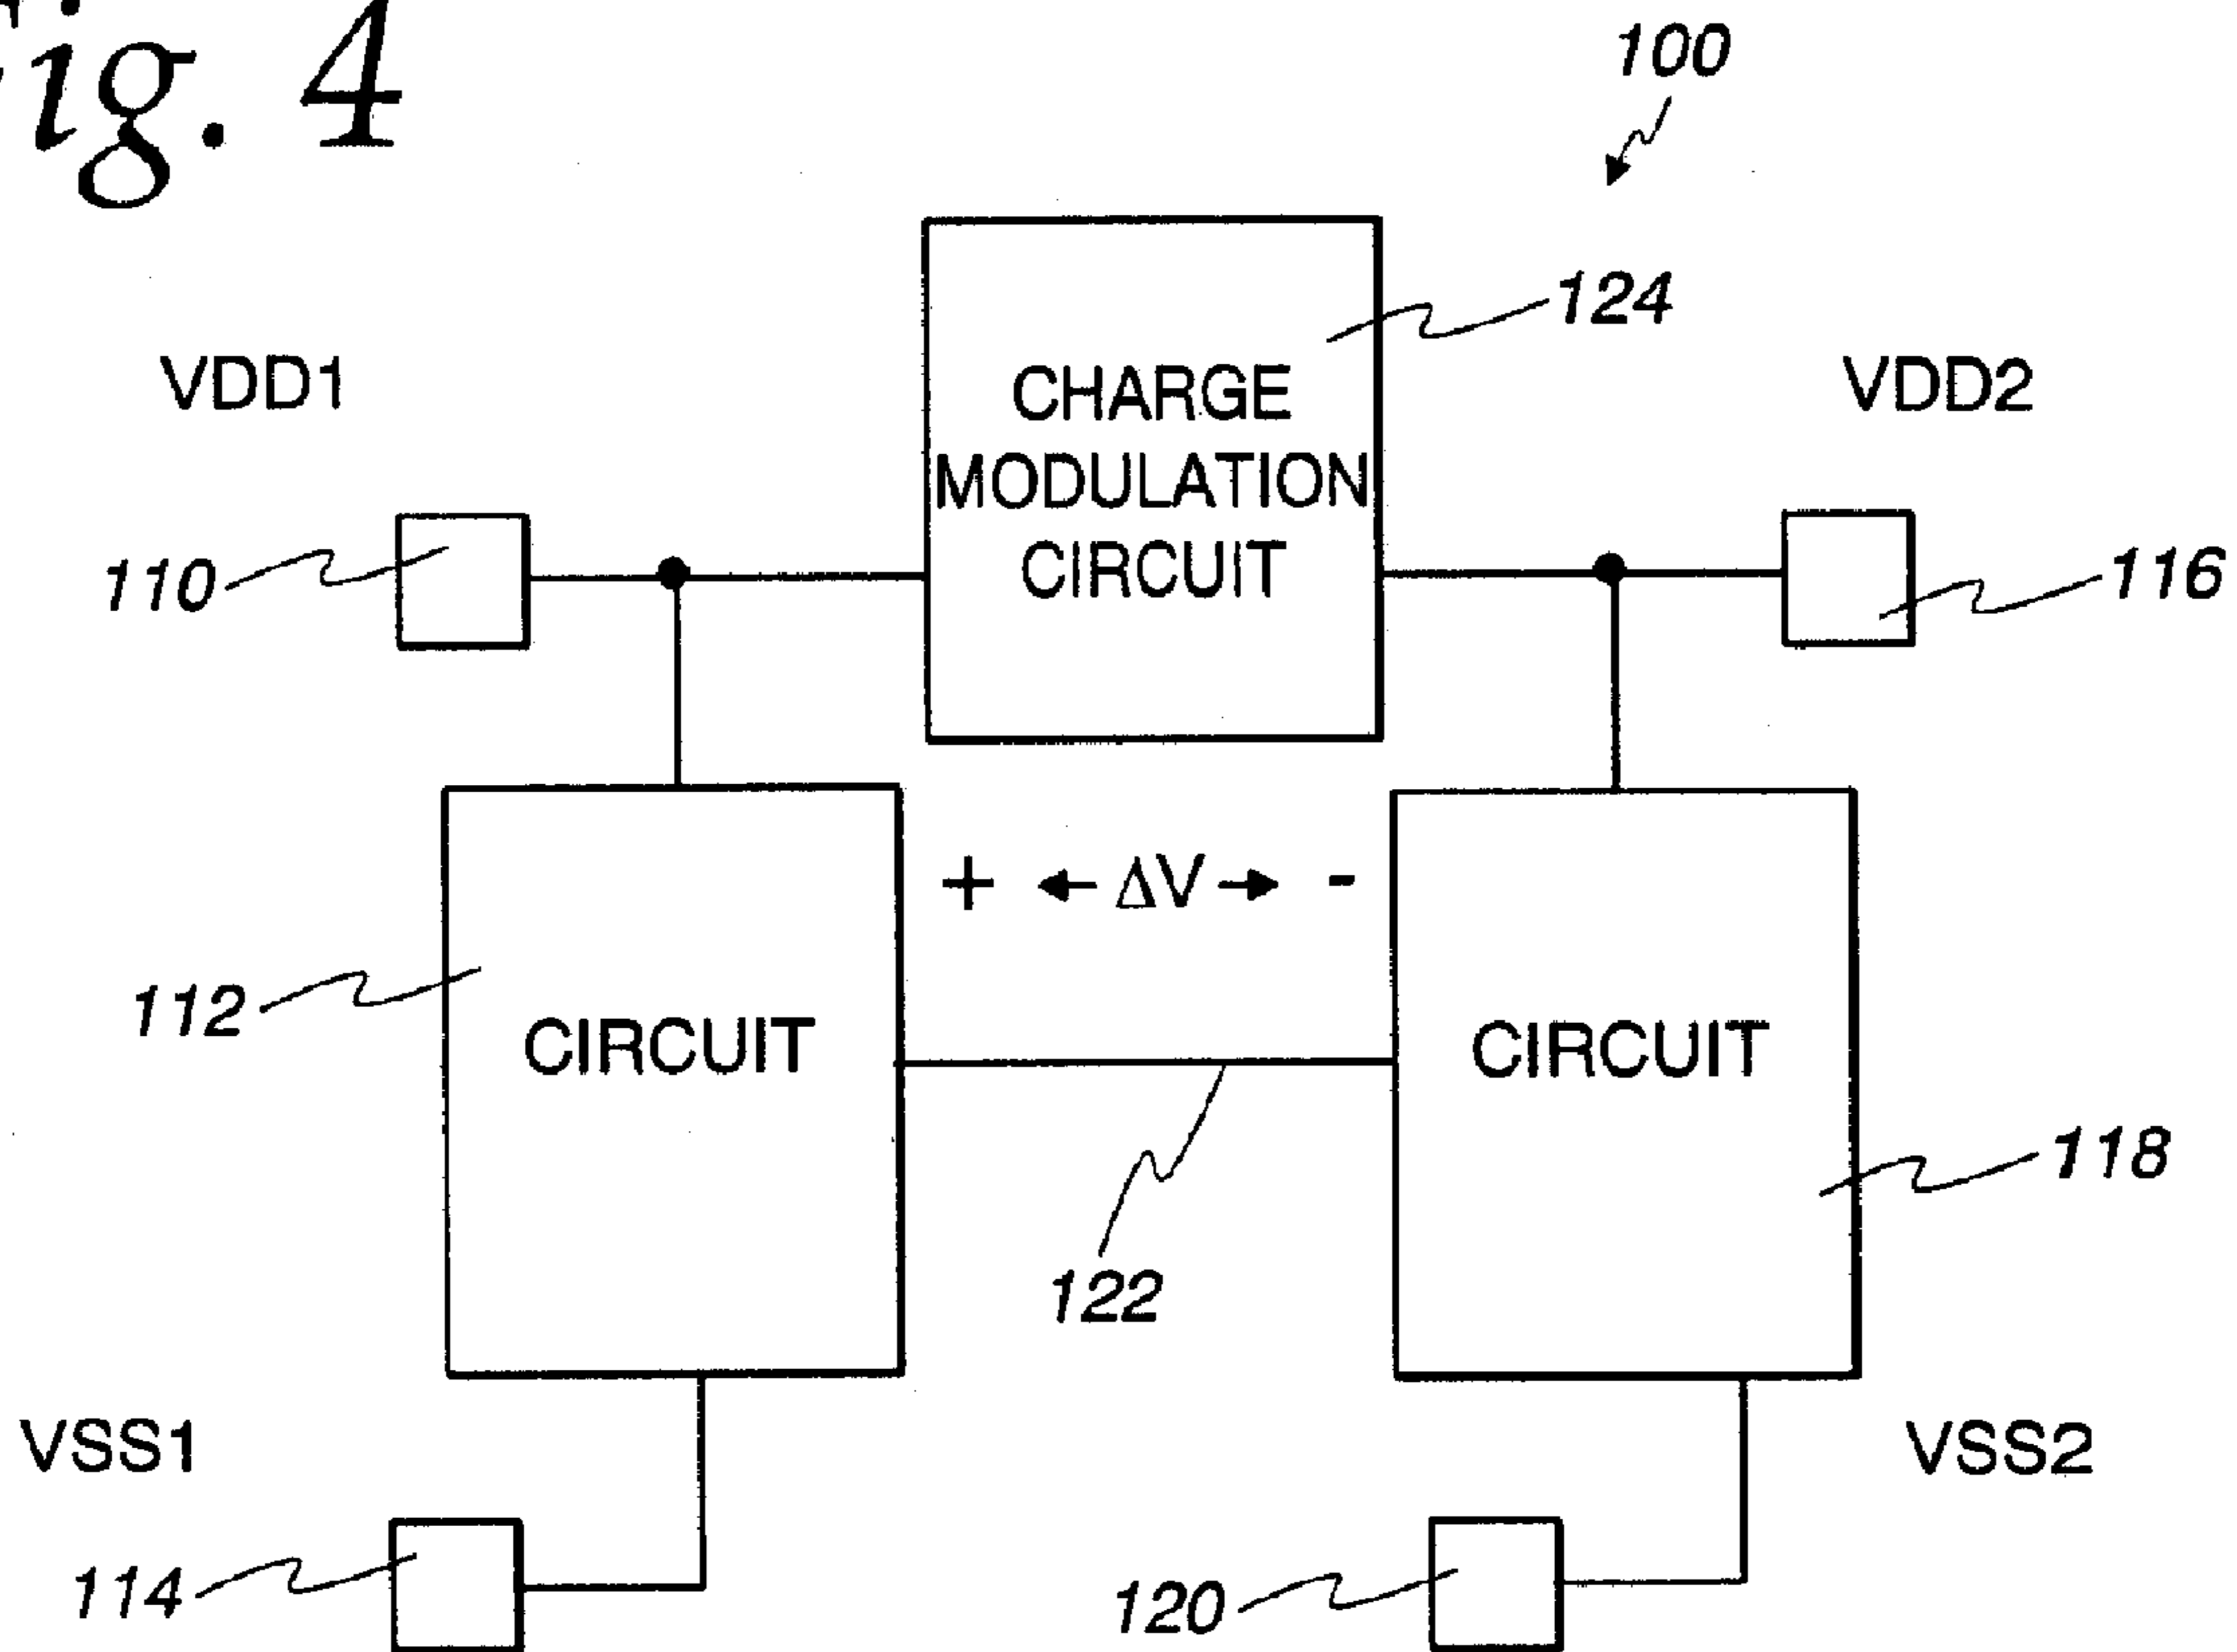 Fig. 4
100
124
VDD1
CHARGE
MODULATION
CIRCUIT
VDD2
110
116
+ ← ΔV → -
112
CIRCUIT
CIRCUIT
118
122
VSS1
VSS2
114
120